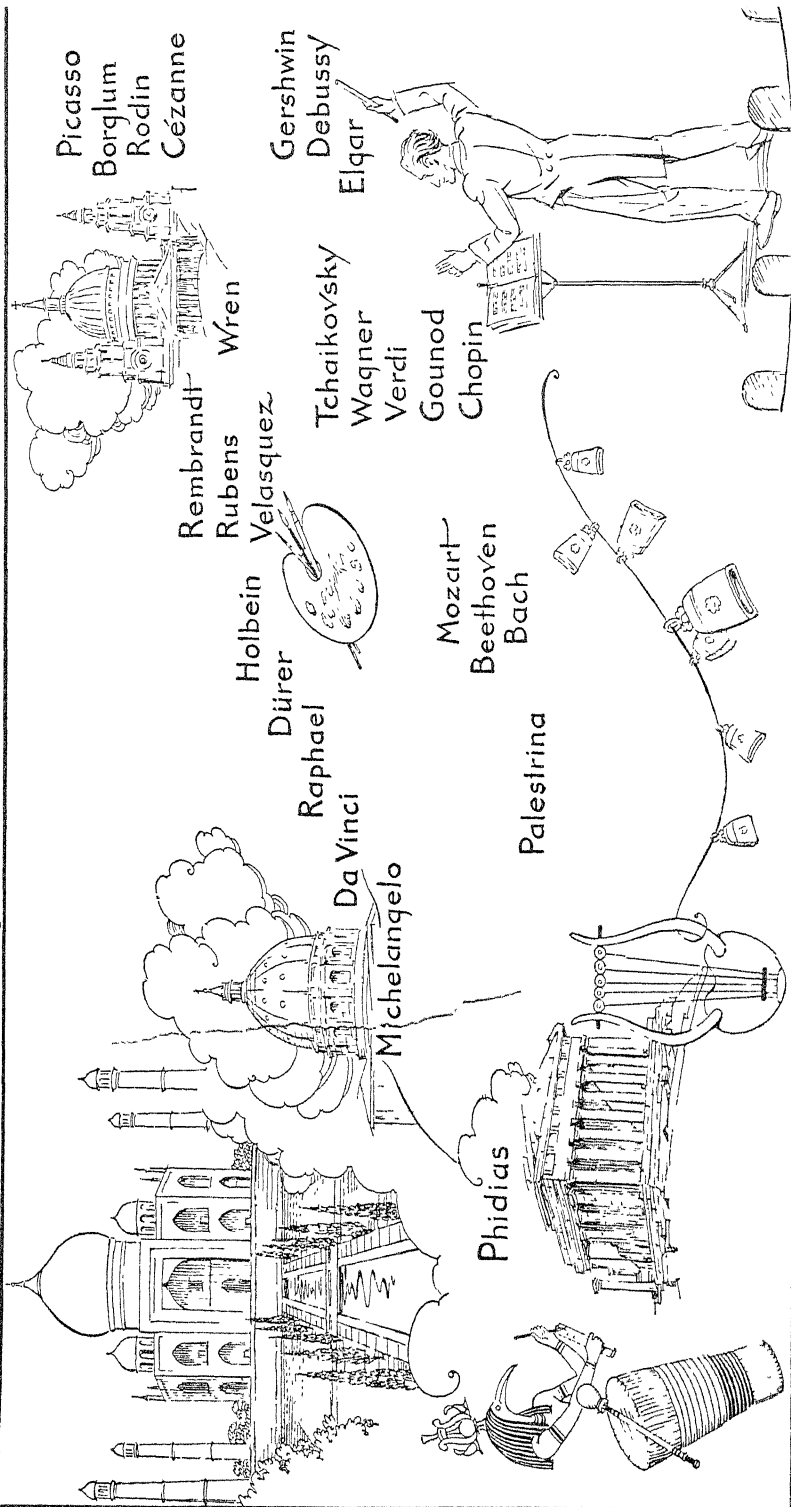 Phidias
Michelangelo
Da Vinci
Raphael
Dürer
Holbein
Palestrina
Rembrandt
Rubens
Velasquez
Mozart
Beethoven
Bach
Wren
Tchaikovsky
Wagner
Verdi
Gounod
Chopin
Picasso
Borglum
Rodin
Cézanne
Gershwin
Debussy
Elgar